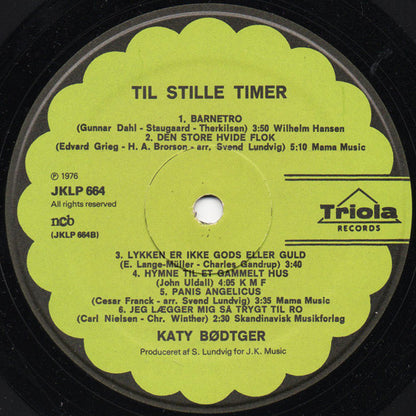 TIL STILLE TIMER
1. BARNETRO
(Gunnar Dahl - Staugaard - Therkilsen) 3:50 Wilhelm Hansen
2. DEN STORE HVIDE FLOK
(Edvard Grieg - H. A. Brorson - arr. Svend Lundvig) 5:10 Mama Music
℗ 1976
JKLP 664
All rights reserved
ncb
(JKLP 664B)
Triola
RECORDS
3. LYKKEN ER IKKE GODS ELLER GULD
(E. Lange-Müller - Charles Gandrup) 3:40
4. HYMNE TIL ET GAMMELT HUS
(John Uldall) 4:05 K M F
5. PANIS ANGELICUS
(Cesar Franck - arr. Svend Lundvig) 3:35 Mama Music
6. JEG LÆGGER MIG SÅ TRYGT TIL RO
(Carl Nielsen - Chr. Winther) 2:30 Skandinavisk Musikforlag
KATY BØDTGER
Produceret af S. Lundvig for J.K. Music